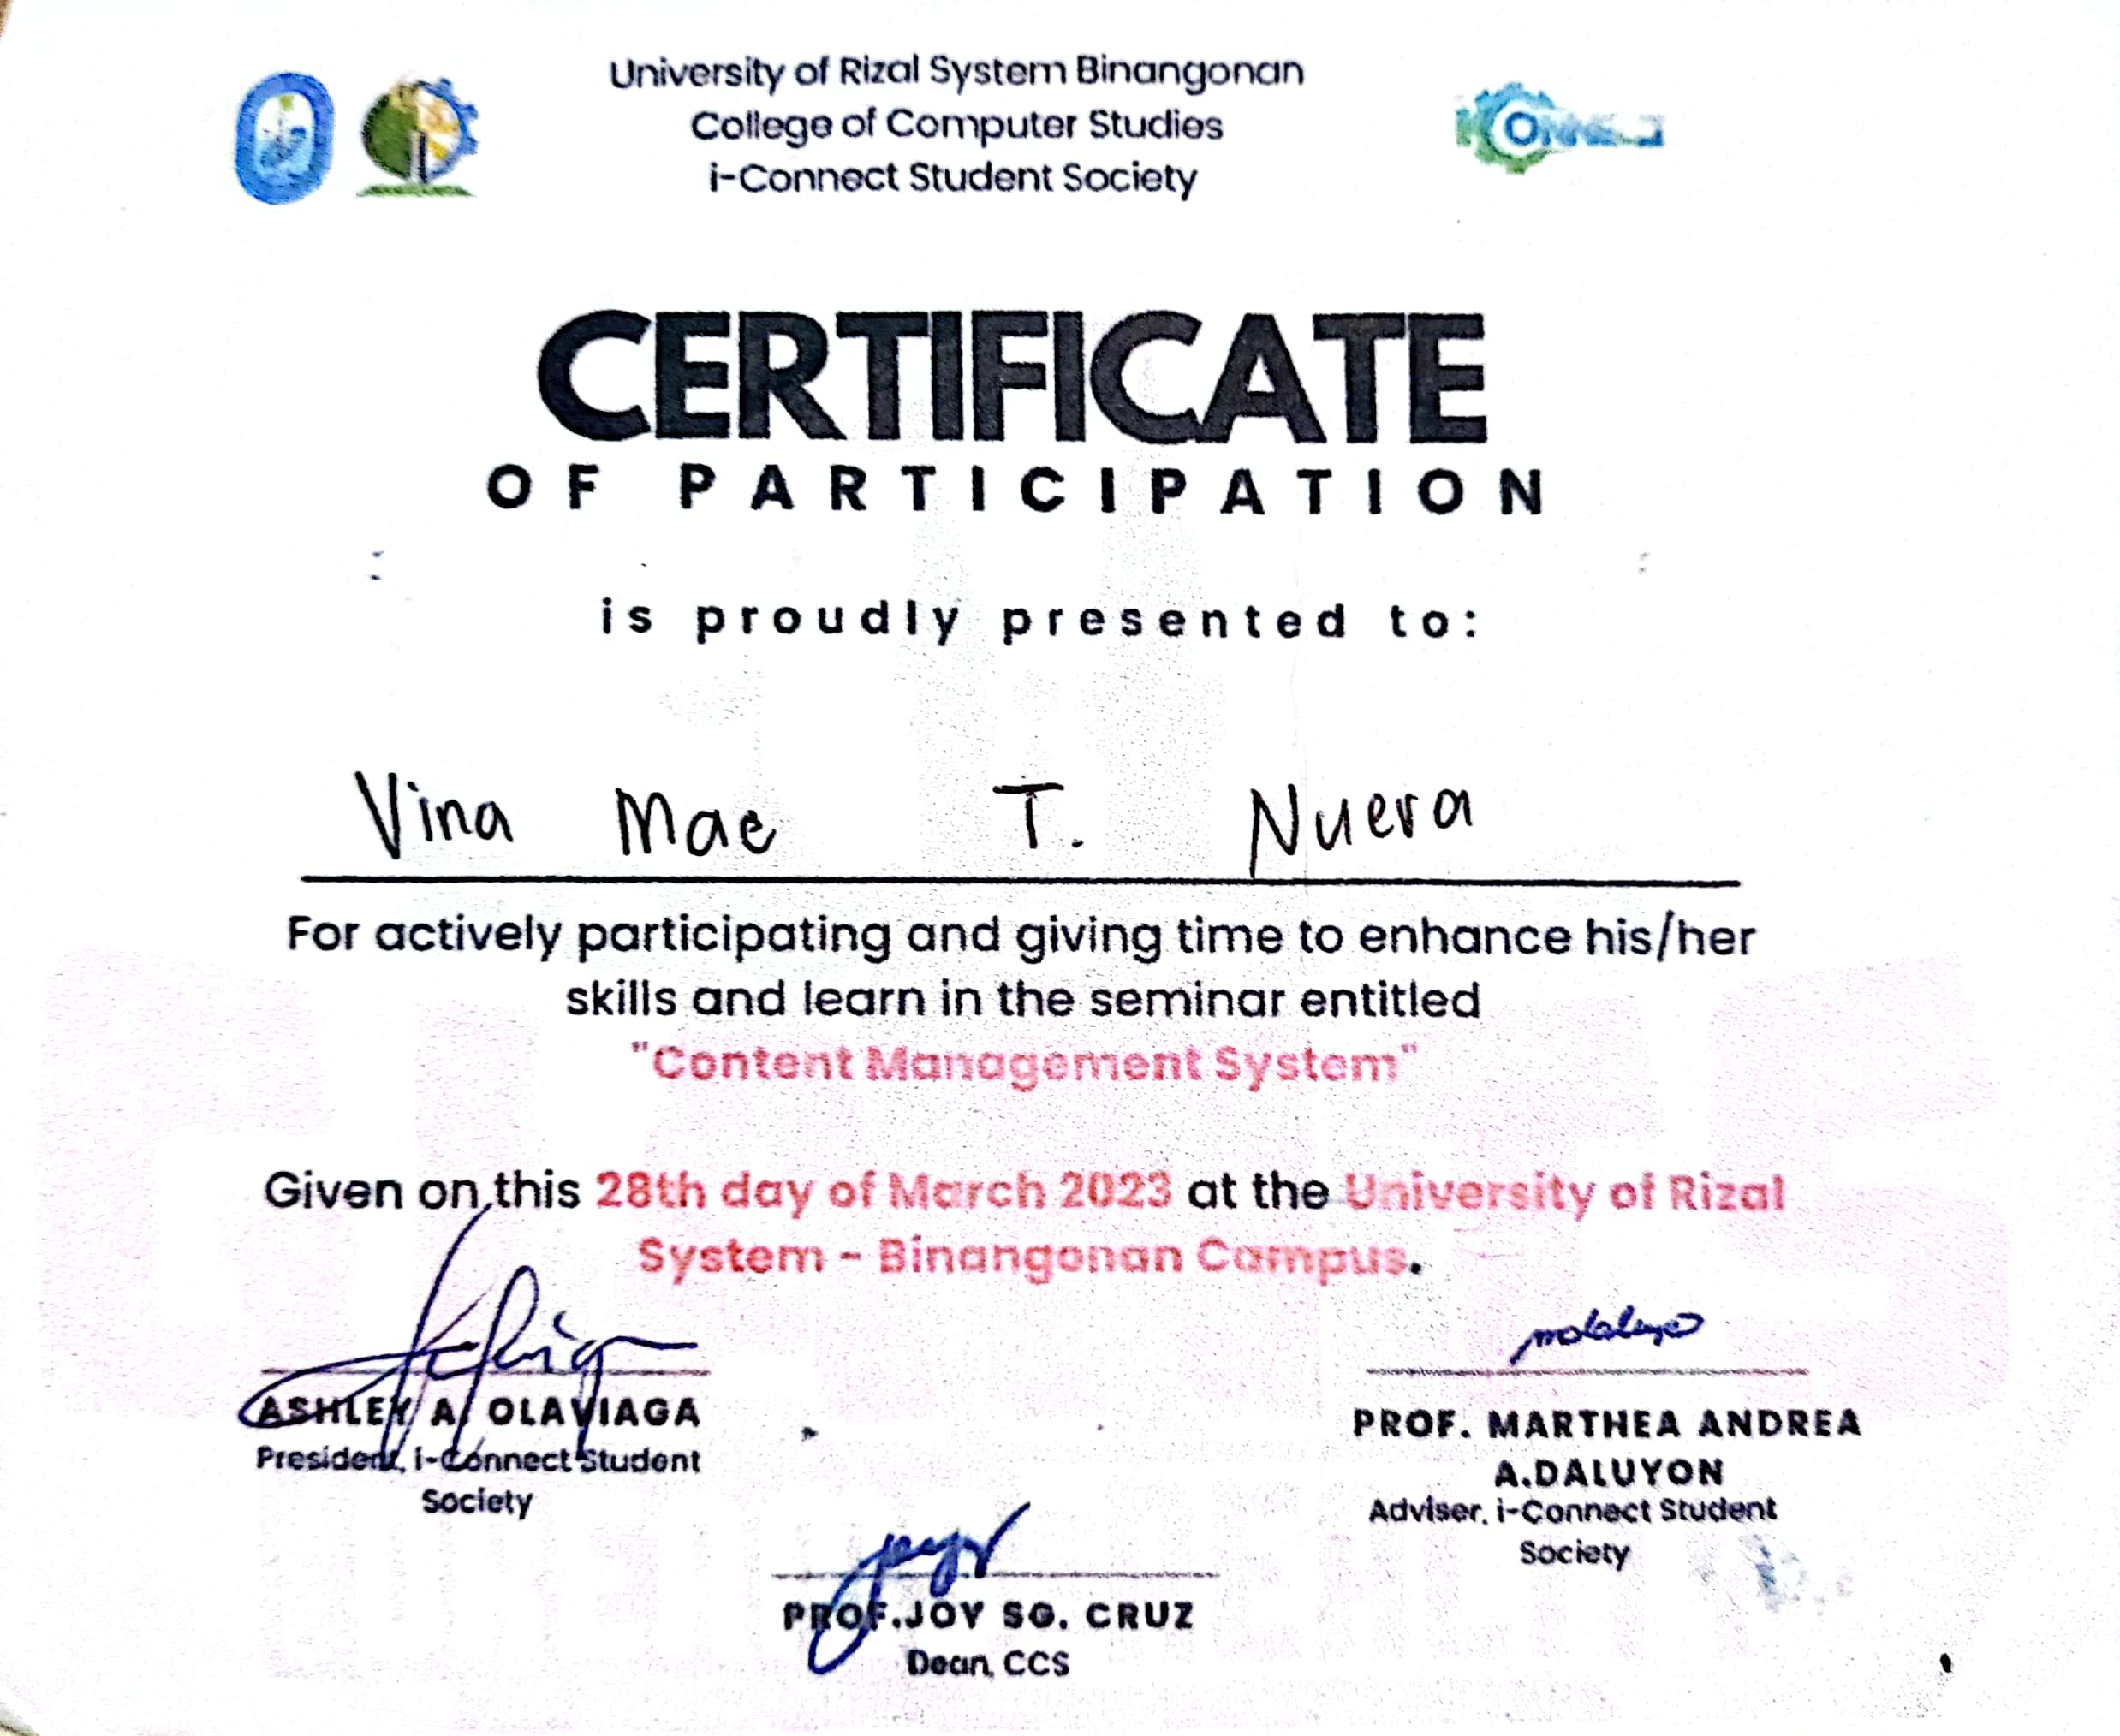 University of Rizal System Binangonan
College of Computer Studies
i-Connect Student Society
CERTIFICATE
OF PARTICIPATION
is proudly presented to:
Vina Mae T. Nuera
For actively participating and giving time to enhance his/her
skills and learn in the seminar entitled
"Content Management System"
Given on this 28th day of March 2023 at the University of Rizal
System - Binangonan Campus.
ASHLEY A. OLAVIAGA
President, i-Connect Student
Society
PROF. MARTHEA ANDREA
A.DALUYON
Adviser, i-Connect Student
Society
PROF.JOY SG. CRUZ
Dean, CCS